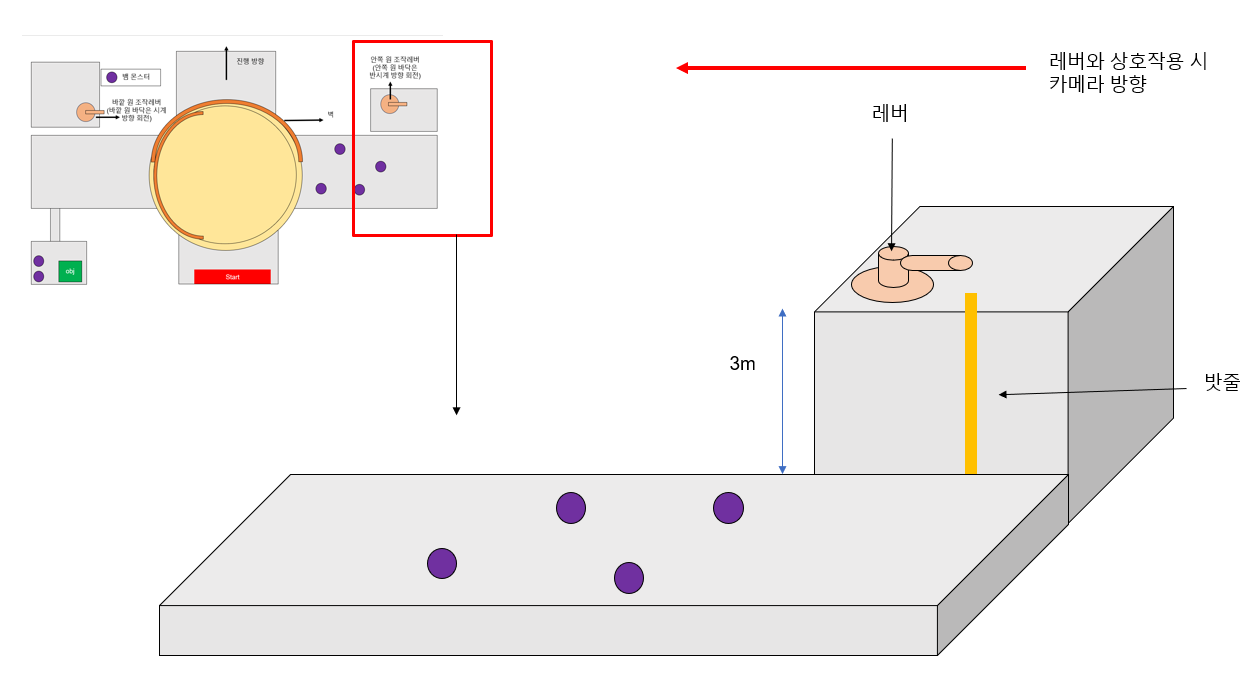 진행 방향
뱀 몬스터
바깥 원 조작레버
(바깥 원 바닥은 시계
방향 회전)
안쪽 원 조작레버
(안쪽 원 바닥은
반시계 방향 회전)
벽
obj
Start
레버와 상호작용 시
카메라 방향
레버
3m
밧줄